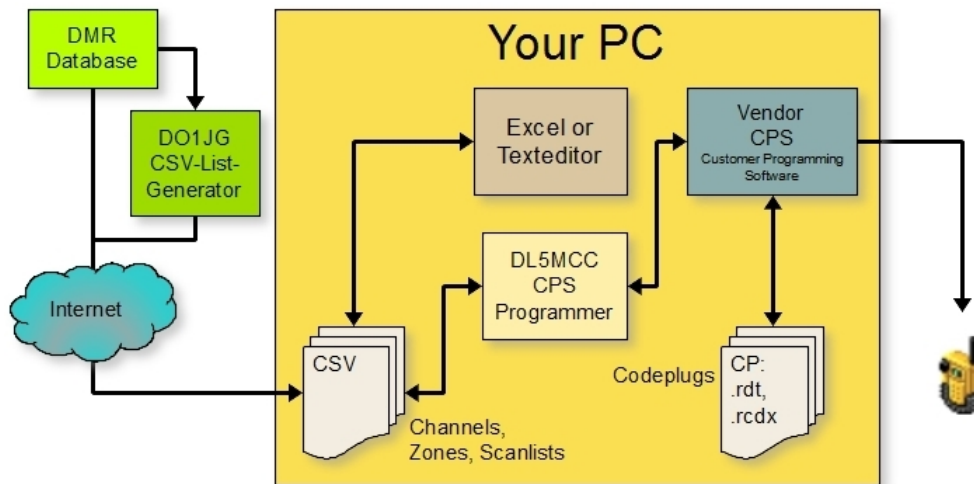 DMR
Database
DO1JG
CSV-List-
Generator
Internet
Your PC
Excel or
Texteditor
Vendor
CPS
Customer Programming
Software
DL5MCC
CPS
Programmer
CSV
Channels,
Zones, Scanlists
Codeplugs
CP:
.rdt,
.rcdx